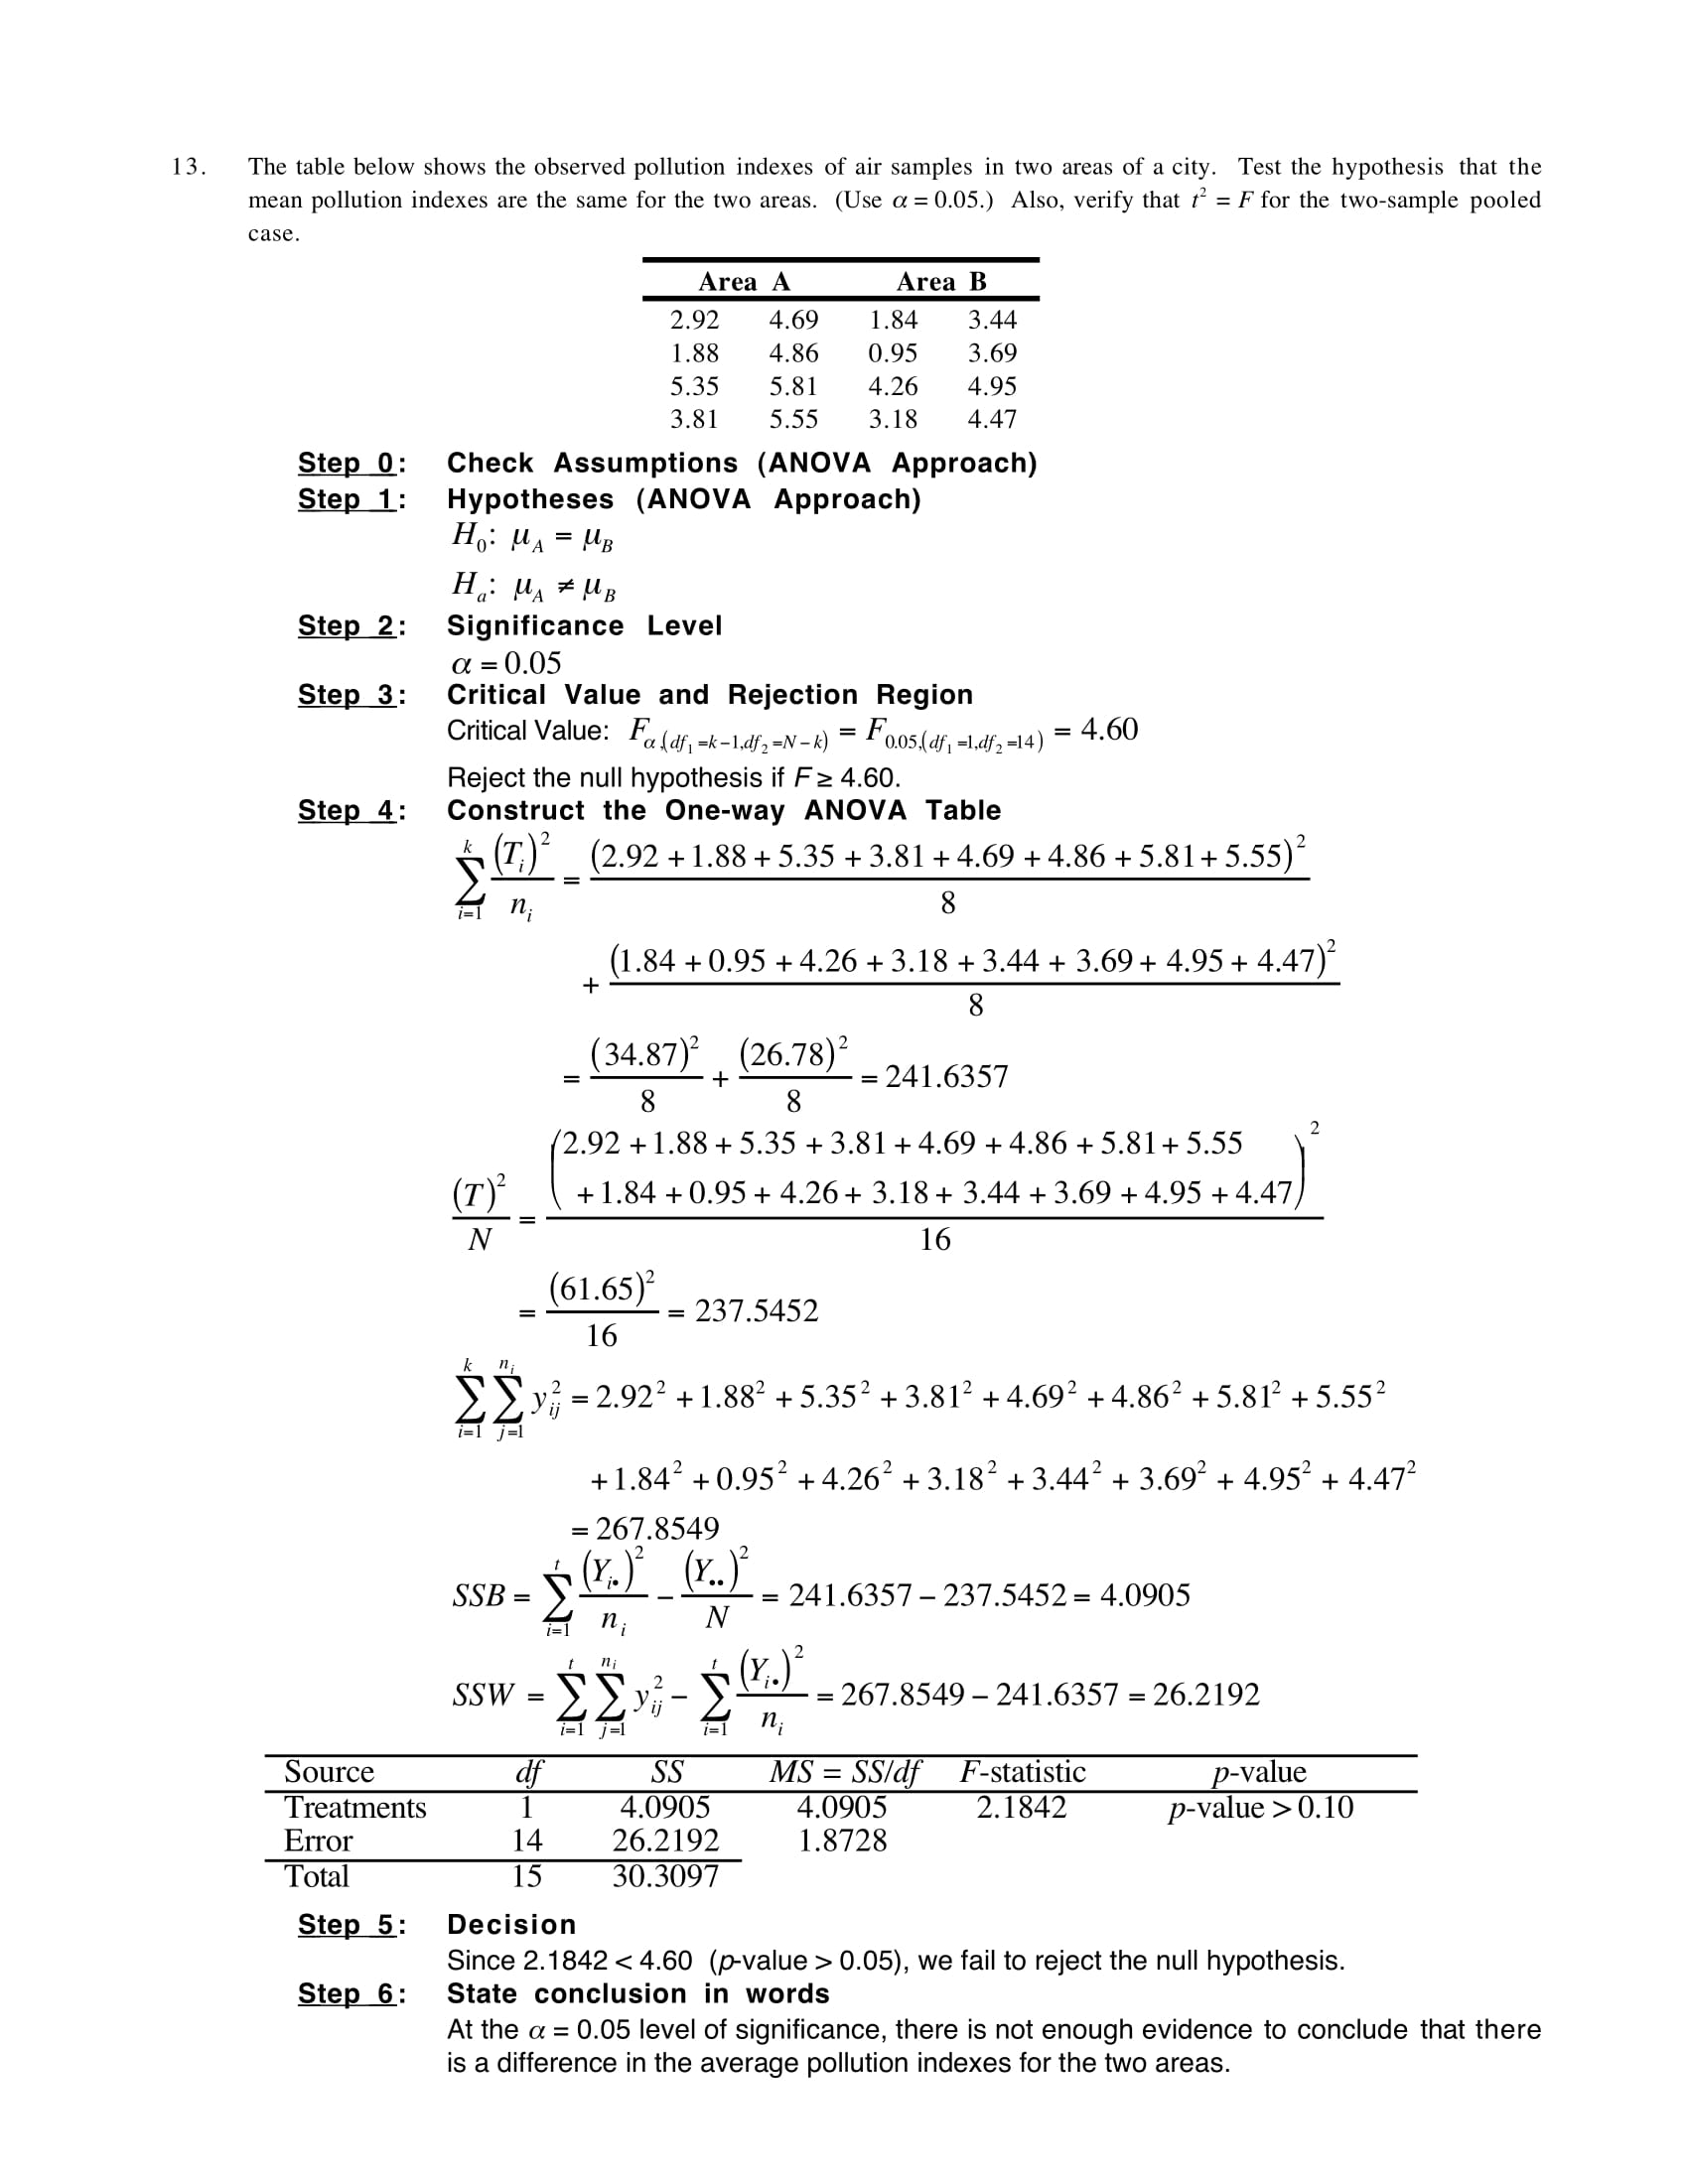 13. The table below shows the observed pollution indexes of air samples in two areas of a city. Test the hypothesis that the
mean pollution indexes are the same for the two areas. (Use α = 0.05.) Also, verify that t² = F for the two-sample pooled
case.
Area A Area B
2.92 4.69 1.84 3.44
1.88 4.86 0.95 3.69
5.35 5.81 4.26 4.95
3.81 5.55 3.18 4.47
Step 0: Check Assumptions (ANOVA Approach)
Step 1: Hypotheses (ANOVA Approach)
H₀: μ_A = μ_B
H_a: μ_A ≠ μ_B
Step 2: Significance Level
α = 0.05
Step 3: Critical Value and Rejection Region
Critical Value: F_{α,(df₁=k−1,df₂=N−k)} = F_{0.05,(df₁=1,df₂=14)} = 4.60
Reject the null hypothesis if F ≥ 4.60.
Step 4: Construct the One-way ANOVA Table
∑_{i=1}^{k} (T_i)²/n_i = (2.92 + 1.88 + 5.35 + 3.81 + 4.69 + 4.86 + 5.81 + 5.55)²/8
+ (1.84 + 0.95 + 4.26 + 3.18 + 3.44 + 3.69 + 4.95 + 4.47)²/8
= (34.87)²/8 + (26.78)²/8 = 241.6357
(T)²/N = (2.92 + 1.88 + 5.35 + 3.81 + 4.69 + 4.86 + 5.81 + 5.55
+ 1.84 + 0.95 + 4.26 + 3.18 + 3.44 + 3.69 + 4.95 + 4.47)²/16
= (61.65)²/16 = 237.5452
∑_{i=1}^{k} ∑_{j=1}^{n_i} y_{ij}² = 2.92² + 1.88² + 5.35² + 3.81² + 4.69² + 4.86² + 5.81² + 5.55²
+ 1.84² + 0.95² + 4.26² + 3.18² + 3.44² + 3.69² + 4.95² + 4.47²
= 267.8549
SSB = ∑_{i=1}^{t} (Y_{i•})²/n_i − (Y_{••})²/N = 241.6357 − 237.5452 = 4.0905
SSW = ∑_{i=1}^{t} ∑_{j=1}^{n_i} y_{ij}² − ∑_{i=1}^{t} (Y_{i•})²/n_i = 267.8549 − 241.6357 = 26.2192
Source df SS MS = SS/df F-statistic p-value
Treatments 1 4.0905 4.0905 2.1842 p-value > 0.10
Error 14 26.2192 1.8728
Total 15 30.3097
Step 5: Decision
Since 2.1842 < 4.60 (p-value > 0.05), we fail to reject the null hypothesis.
Step 6: State conclusion in words
At the α = 0.05 level of significance, there is not enough evidence to conclude that there
is a difference in the average pollution indexes for the two areas.